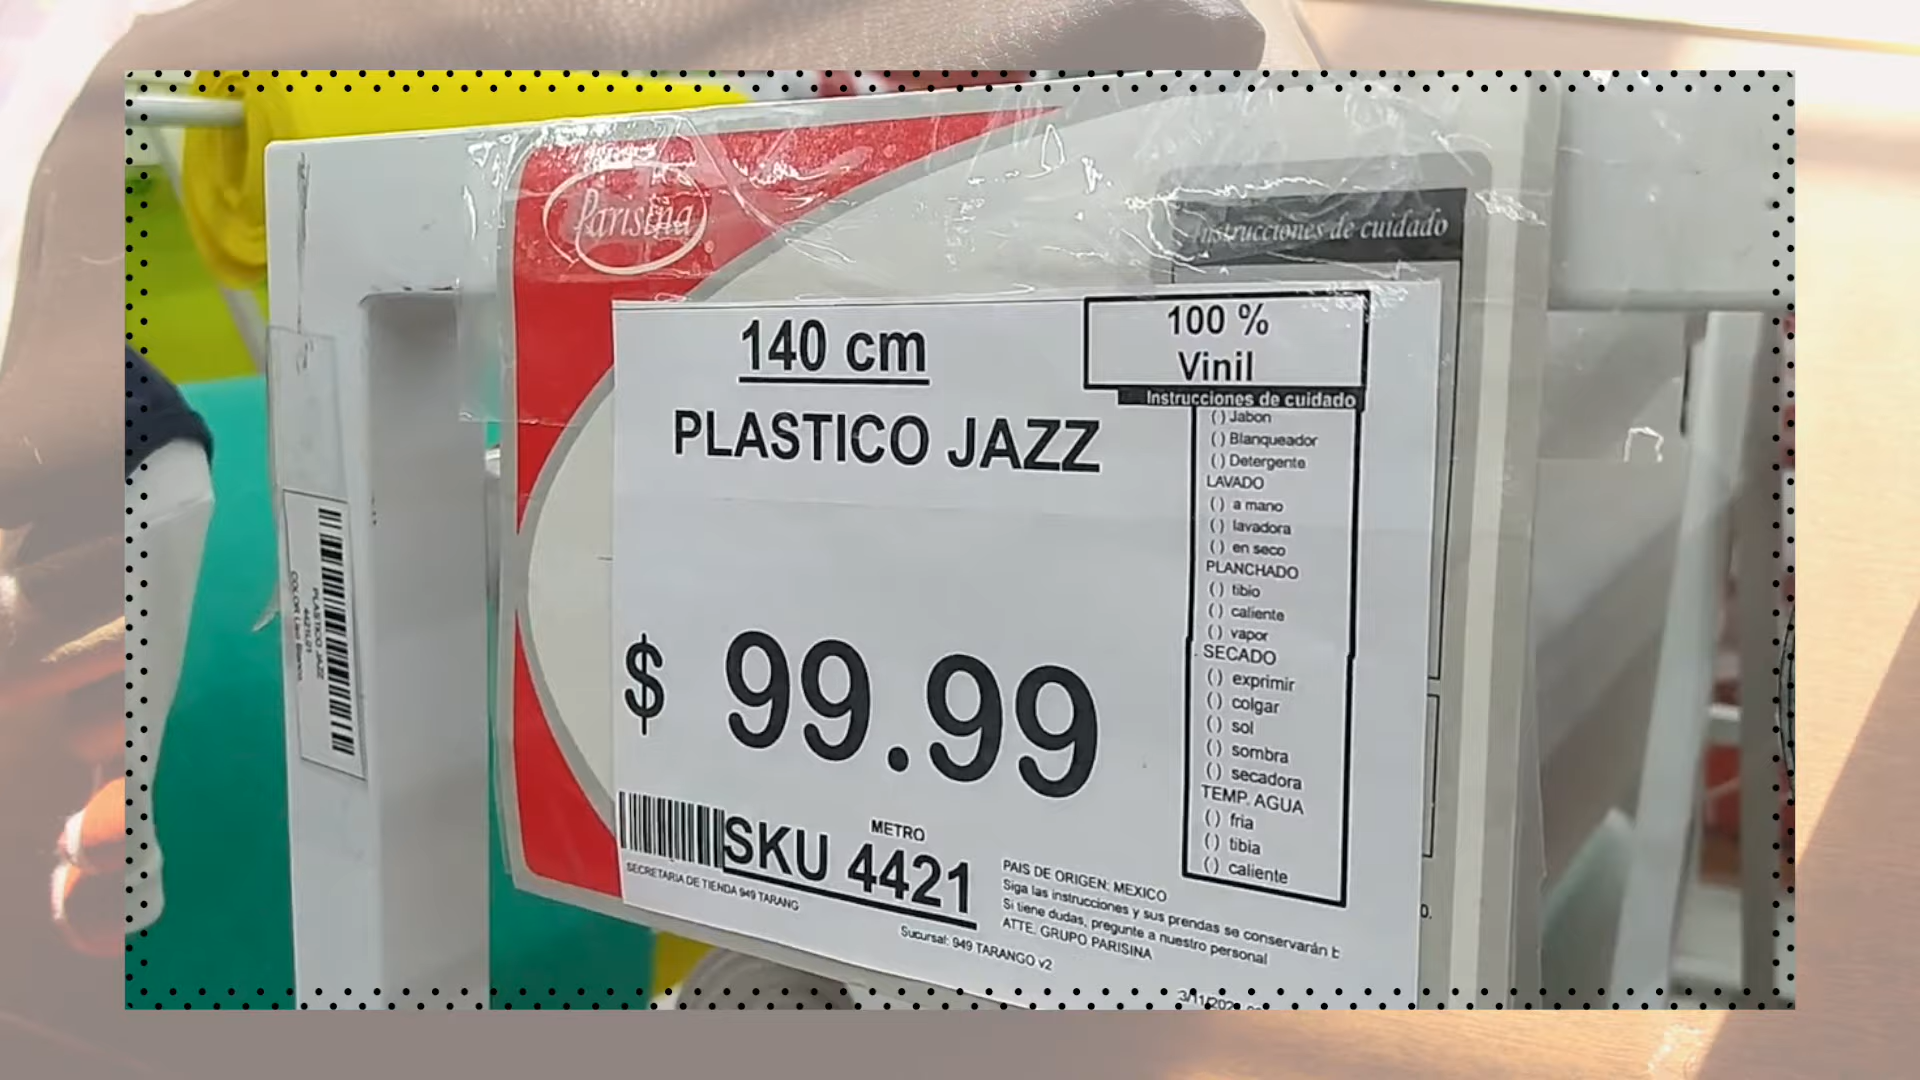 Parisina
Instrucciones de cuidado
140 cm
100 %
Vinil
PLASTICO JAZZ
Instrucciones de cuidado
( ) Jabon
( ) Blanqueador
( ) Detergente
LAVADO
( ) a mano
( ) lavadora
( ) en seco
PLANCHADO
( ) tibio
( ) caliente
( ) vapor
SECADO
( ) exprimir
( ) colgar
( ) sol
( ) sombra
( ) secadora
TEMP. AGUA
( ) fria
( ) tibia
( ) caliente
$ 99.99
METRO
SKU 4421
SECRETARIA DE TIENDA 949 TARANG
Sucursal: 949 TARANGO v2
PAIS DE ORIGEN: MEXICO
Siga las instrucciones y sus prendas se conservarán b
Si tiene dudas, pregunte a nuestro personal
ATTE. GRUPO PARISINA
PLASTICO JAZZ
COLOR